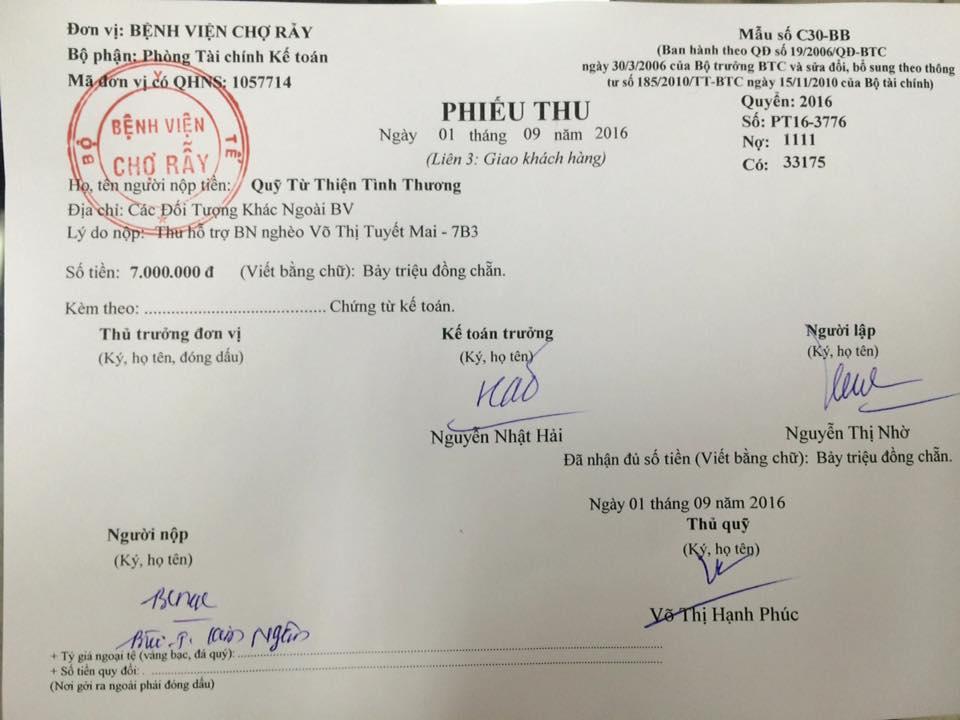 Đơn vị: BỆNH VIỆN CHỢ RẪY
Bộ phận: Phòng Tài chính Kế toán
Mã đơn vị có QHNS: 1057714
Mẫu số C30-BB
(Ban hành theo QĐ số 19/2006/QĐ-BTC
ngày 30/3/2006 của Bộ trưởng BTC và sửa đổi, bổ sung theo thông
tư số 185/2010/TT-BTC ngày 15/11/2010 của Bộ tài chính)
PHIẾU THU
Ngày 01 tháng 09 năm 2016
(Liên 3: Giao khách hàng)
Quyển: 2016
Số: PT16-3776
Nợ: 1111
Có: 33175
BỘ Y TẾ
BỆNH VIỆN
CHỢ RẪY
Họ, tên người nộp tiền: Quỹ Từ Thiện Tình Thương
Địa chỉ: Các Đối Tượng Khác Ngoài BV
Lý do nộp: Thu hỗ trợ BN nghèo Võ Thị Tuyết Mai - 7B3
Số tiền: 7.000.000 đ (Viết bằng chữ): Bảy triệu đồng chẵn.
Kèm theo: ........................................ Chứng từ kế toán.
Thủ trưởng đơn vị
(Ký, họ tên, đóng dấu)
Kế toán trưởng
(Ký, họ tên)
Nguyễn Nhật Hải
Người lập
(Ký, họ tên)
Nguyễn Thị Nhờ
Đã nhận đủ số tiền (Viết bằng chữ): Bảy triệu đồng chẵn.
Ngày 01 tháng 09 năm 2016
Thủ quỹ
(Ký, họ tên)
Võ Thị Hạnh Phúc
Người nộp
(Ký, họ tên)
Ngân
+ Tỷ giá ngoại tệ (vàng bạc, đá quý):
+ Số tiền quy đổi:
(Nơi gởi ra ngoài phải đóng dấu)